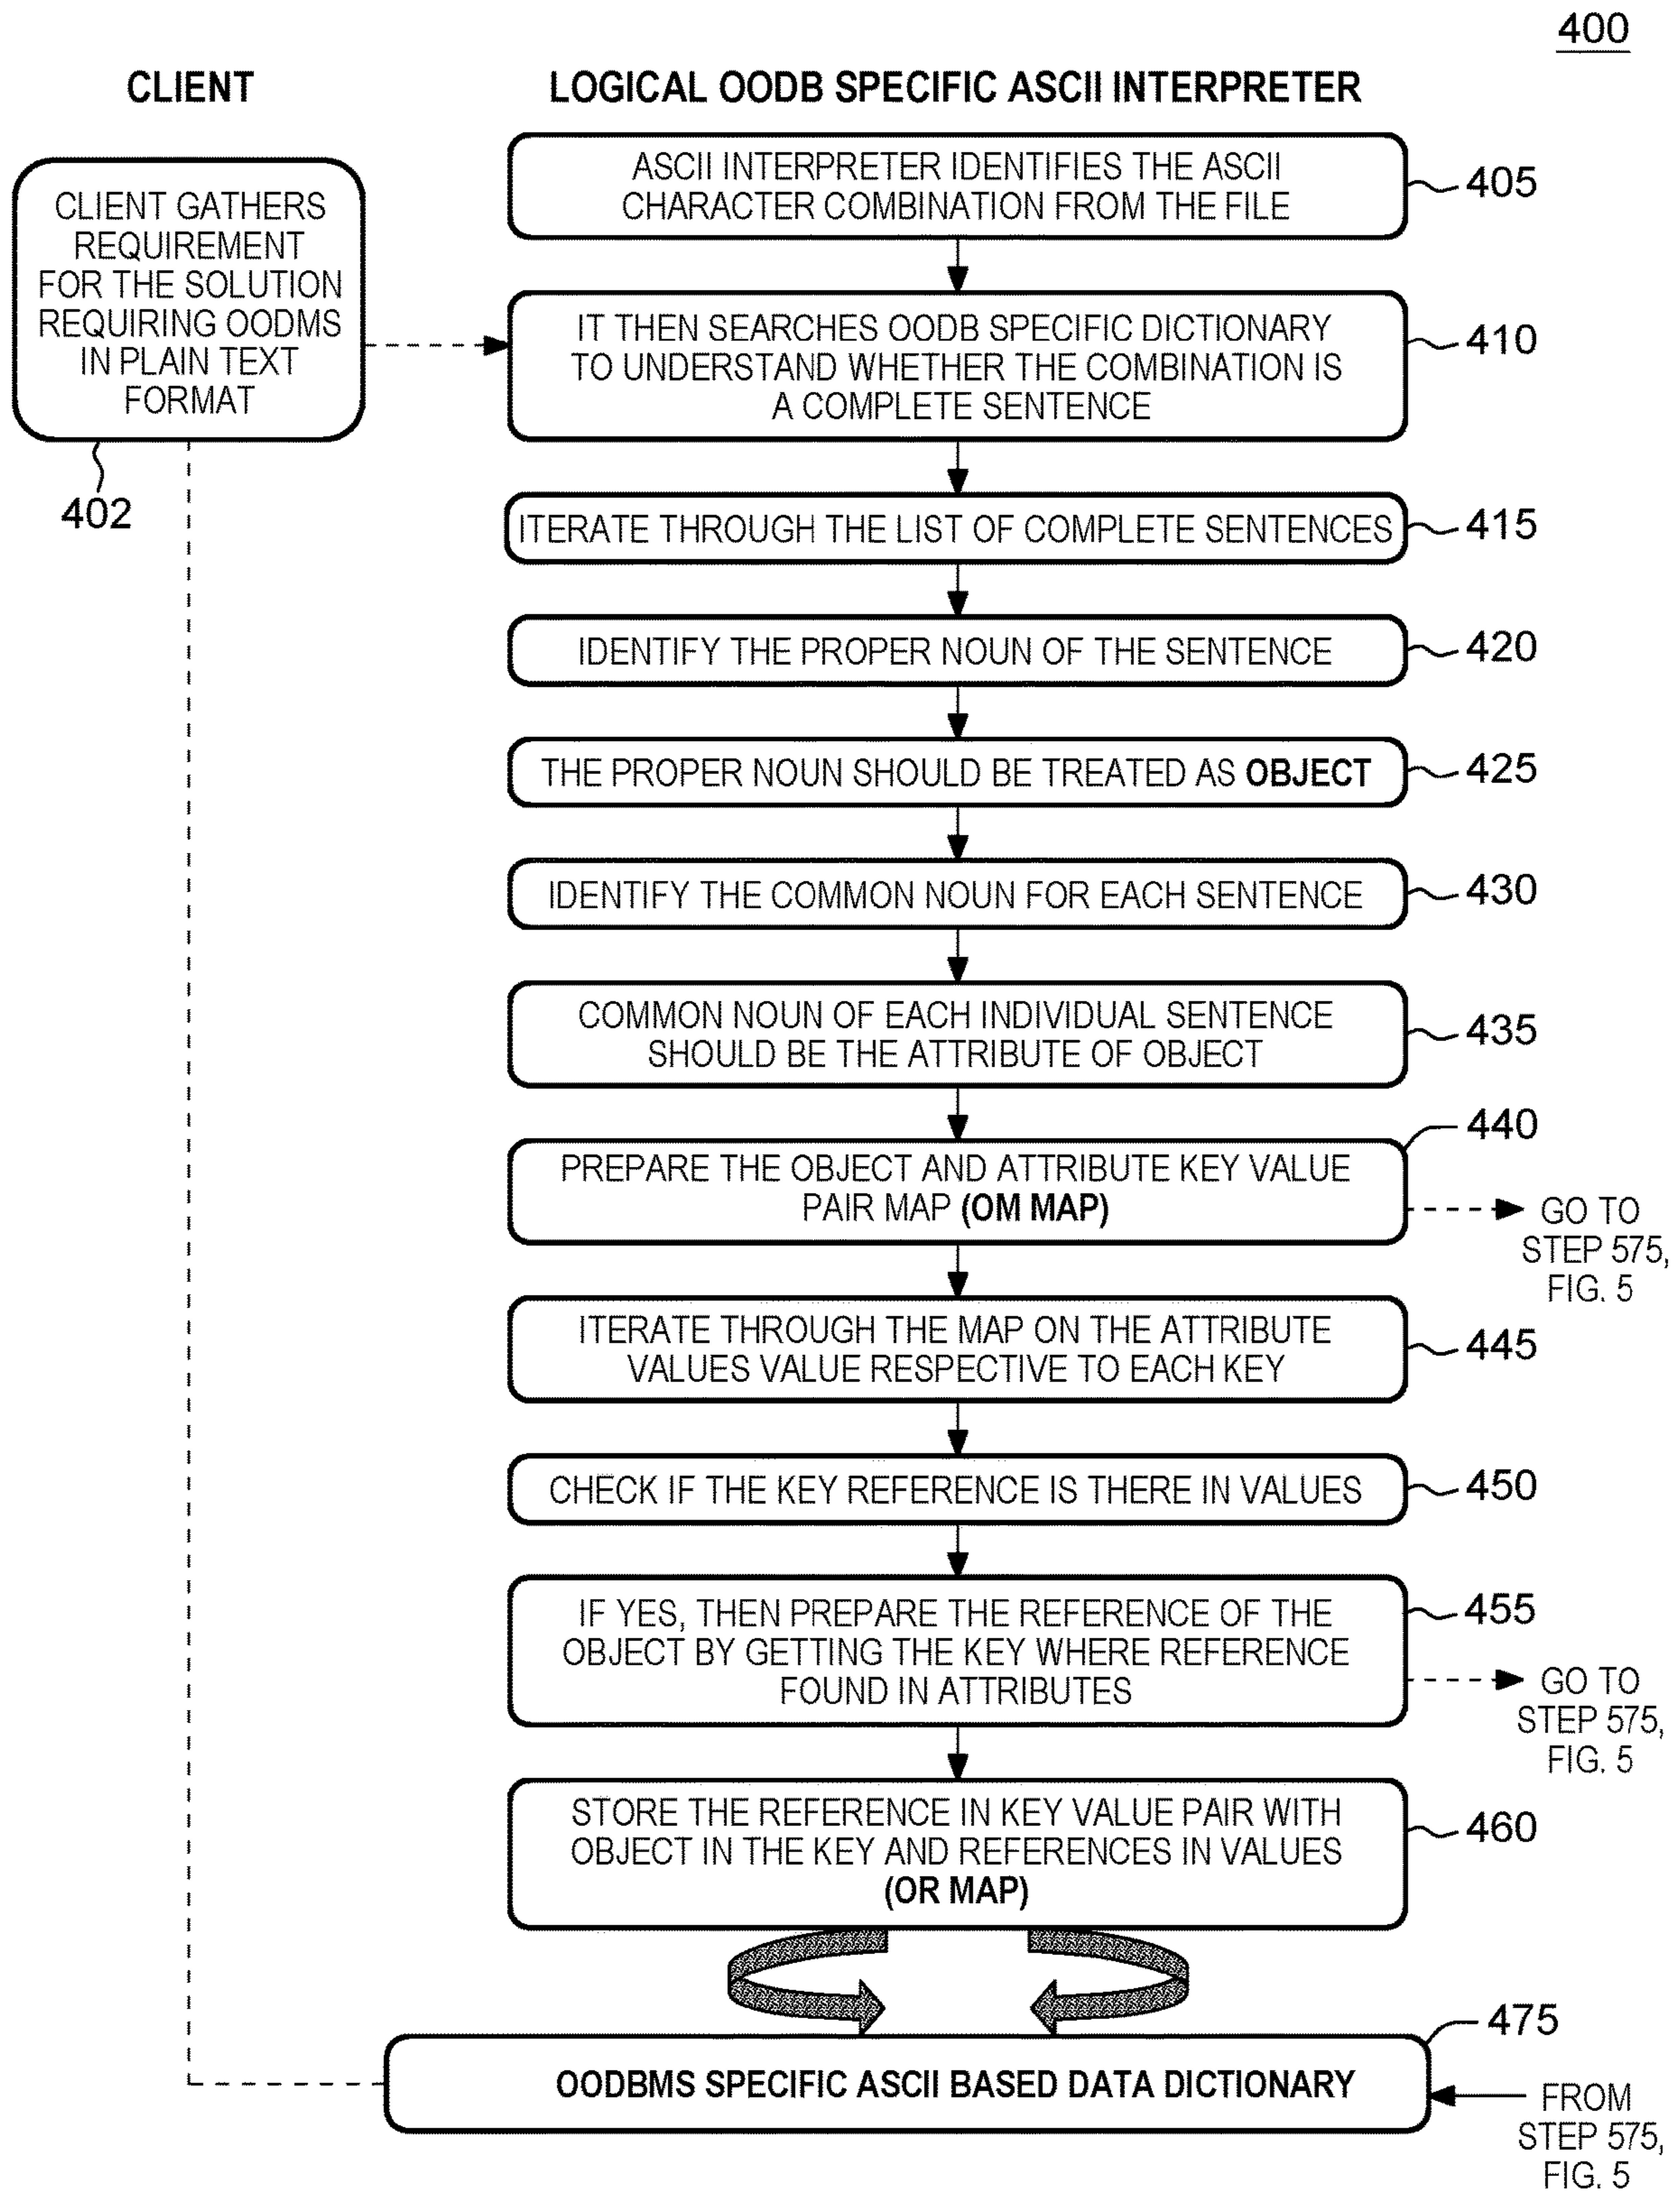 400
CLIENT
LOGICAL OODB SPECIFIC ASCII INTERPRETER
CLIENT GATHERS
REQUIREMENT
FOR THE SOLUTION
REQUIRING OODMS
IN PLAIN TEXT
FORMAT
402
ASCII INTERPRETER IDENTIFIES THE ASCII
CHARACTER COMBINATION FROM THE FILE
405
IT THEN SEARCHES OODB SPECIFIC DICTIONARY
TO UNDERSTAND WHETHER THE COMBINATION IS
A COMPLETE SENTENCE
410
ITERATE THROUGH THE LIST OF COMPLETE SENTENCES
415
IDENTIFY THE PROPER NOUN OF THE SENTENCE
420
THE PROPER NOUN SHOULD BE TREATED AS OBJECT
425
IDENTIFY THE COMMON NOUN FOR EACH SENTENCE
430
COMMON NOUN OF EACH INDIVIDUAL SENTENCE
SHOULD BE THE ATTRIBUTE OF OBJECT
435
PREPARE THE OBJECT AND ATTRIBUTE KEY VALUE
PAIR MAP (OM MAP)
440
GO TO
STEP 575,
FIG. 5
ITERATE THROUGH THE MAP ON THE ATTRIBUTE
VALUES VALUE RESPECTIVE TO EACH KEY
445
CHECK IF THE KEY REFERENCE IS THERE IN VALUES
450
IF YES, THEN PREPARE THE REFERENCE OF THE
OBJECT BY GETTING THE KEY WHERE REFERENCE
FOUND IN ATTRIBUTES
455
GO TO
STEP 575,
FIG. 5
STORE THE REFERENCE IN KEY VALUE PAIR WITH
OBJECT IN THE KEY AND REFERENCES IN VALUES
(OR MAP)
460
OODBMS SPECIFIC ASCII BASED DATA DICTIONARY
475
FROM
STEP 575,
FIG. 5